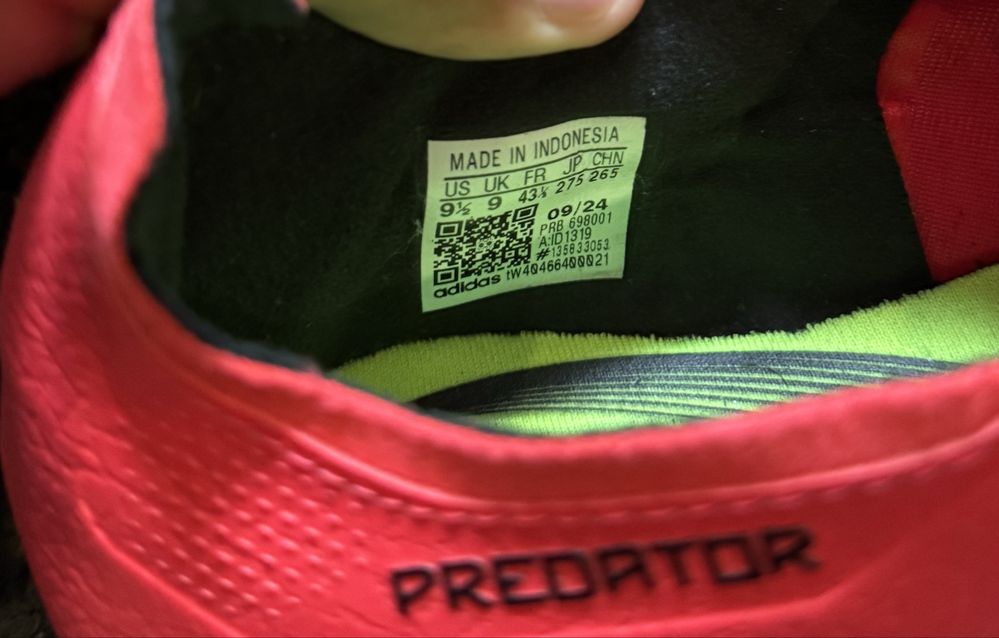 MADE IN INDONESIA
US UK FR JP CHN
9½ 9 43⅓ 275 265
09/24
PRB 698001
A:ID1319
#135833053
adidas tW40466400021
PREDATOR